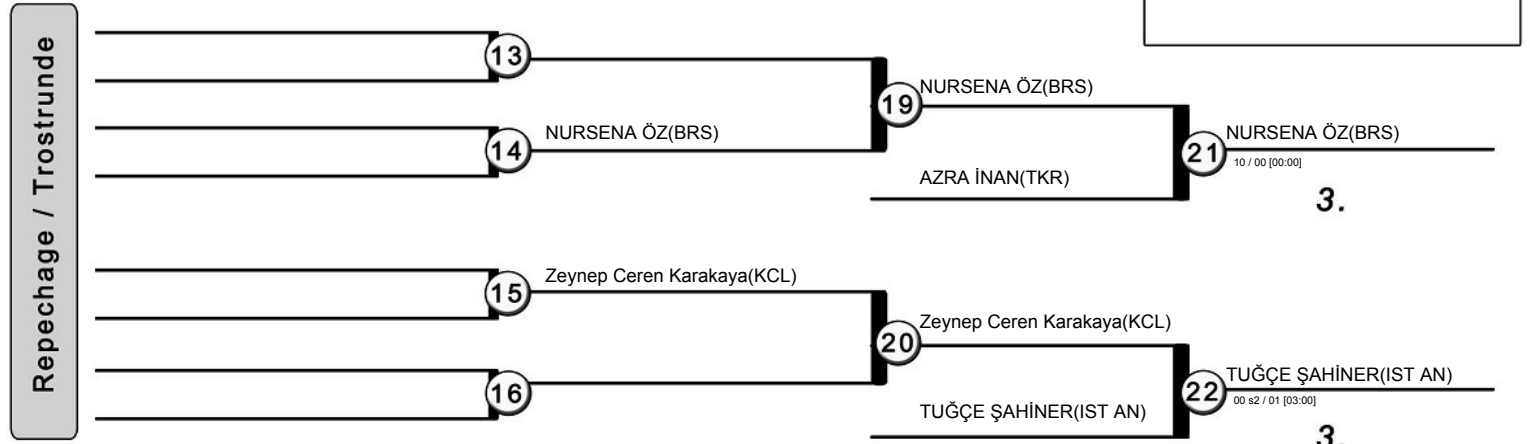 Repechage / Trostrunde
13
NURSENA ÖZ(BRS)
19
NURSENA ÖZ(BRS)
14
NURSENA ÖZ(BRS)
21
10 / 00 [00:00]
AZRA İNAN(TKR)
3.
Zeynep Ceren Karakaya(KCL)
15
Zeynep Ceren Karakaya(KCL)
20
TUĞÇE ŞAHİNER(IST AN)
16
22
00 s2 / 01 [03:00]
TUĞÇE ŞAHİNER(IST AN)
3.